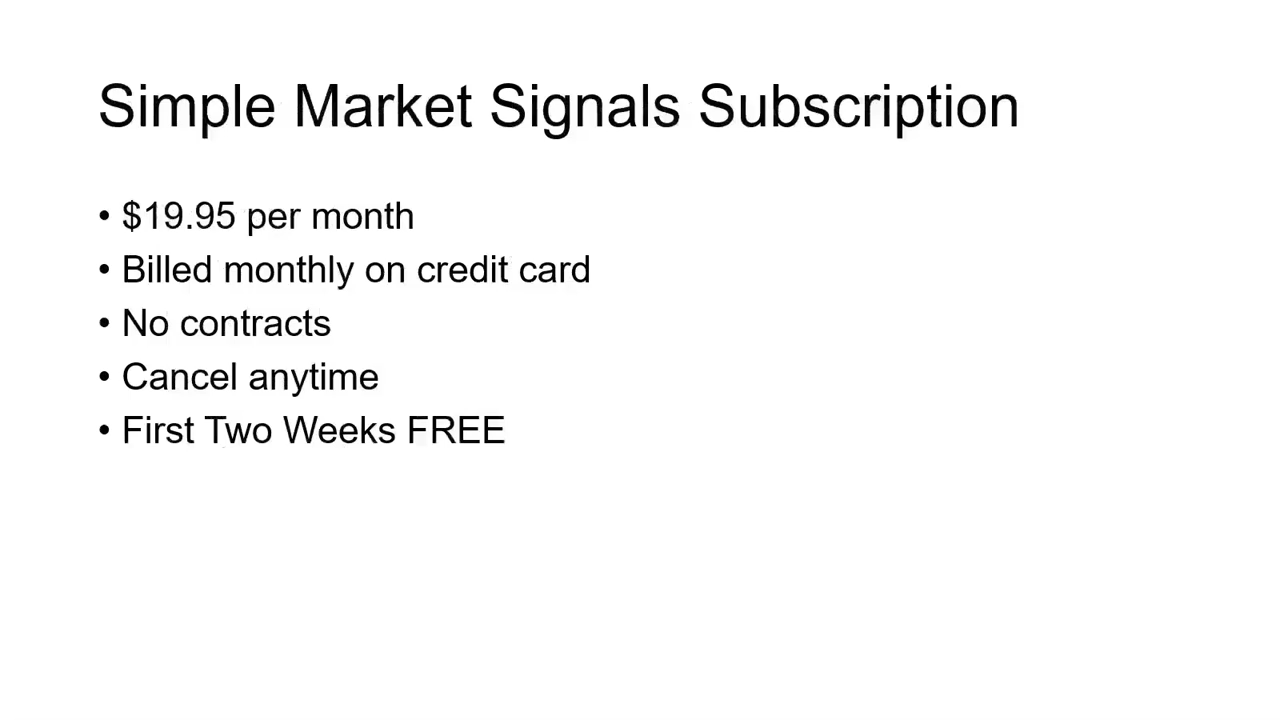 Simple Market Signals Subscription
• $19.95 per month
• Billed monthly on credit card
• No contracts
• Cancel anytime
• First Two Weeks FREE